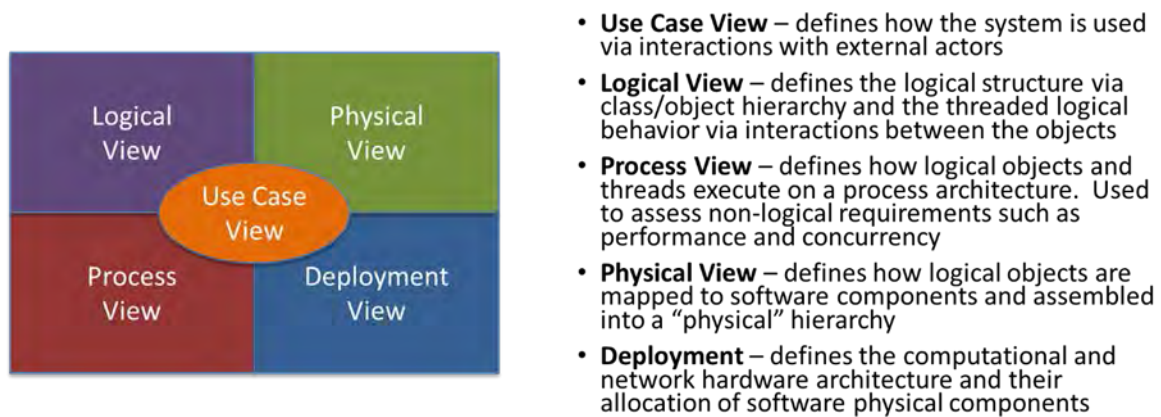 Logical
View
Physical
View
Use Case
View
Process
View
Deployment
View
• Use Case View – defines how the system is used
via interactions with external actors
• Logical View – defines the logical structure via
class/object hierarchy and the threaded logical
behavior via interactions between the objects
• Process View – defines how logical objects and
threads execute on a process architecture.  Used
to assess non-logical requirements such as
performance and concurrency
• Physical View – defines how logical objects are
mapped to software components and assembled
into a “physical” hierarchy
• Deployment – defines the computational and
network hardware architecture and their
allocation of software physical components